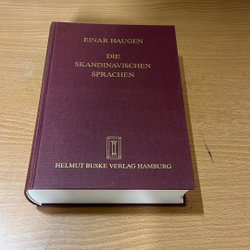 EINAR HAUGEN
DIE
SKANDINAVISCHEN
SPRACHEN
HELMUT BUSKE VERLAG HAMBURG